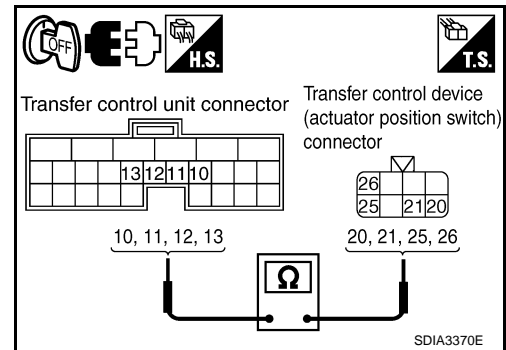 OFF
H.S.
T.S.
Transfer control unit connector
Transfer control device
(actuator position switch)
connector
13 12 11 10
26
25 21 20
10, 11, 12, 13
20, 21, 25, 26
Ω
SDIA3370E